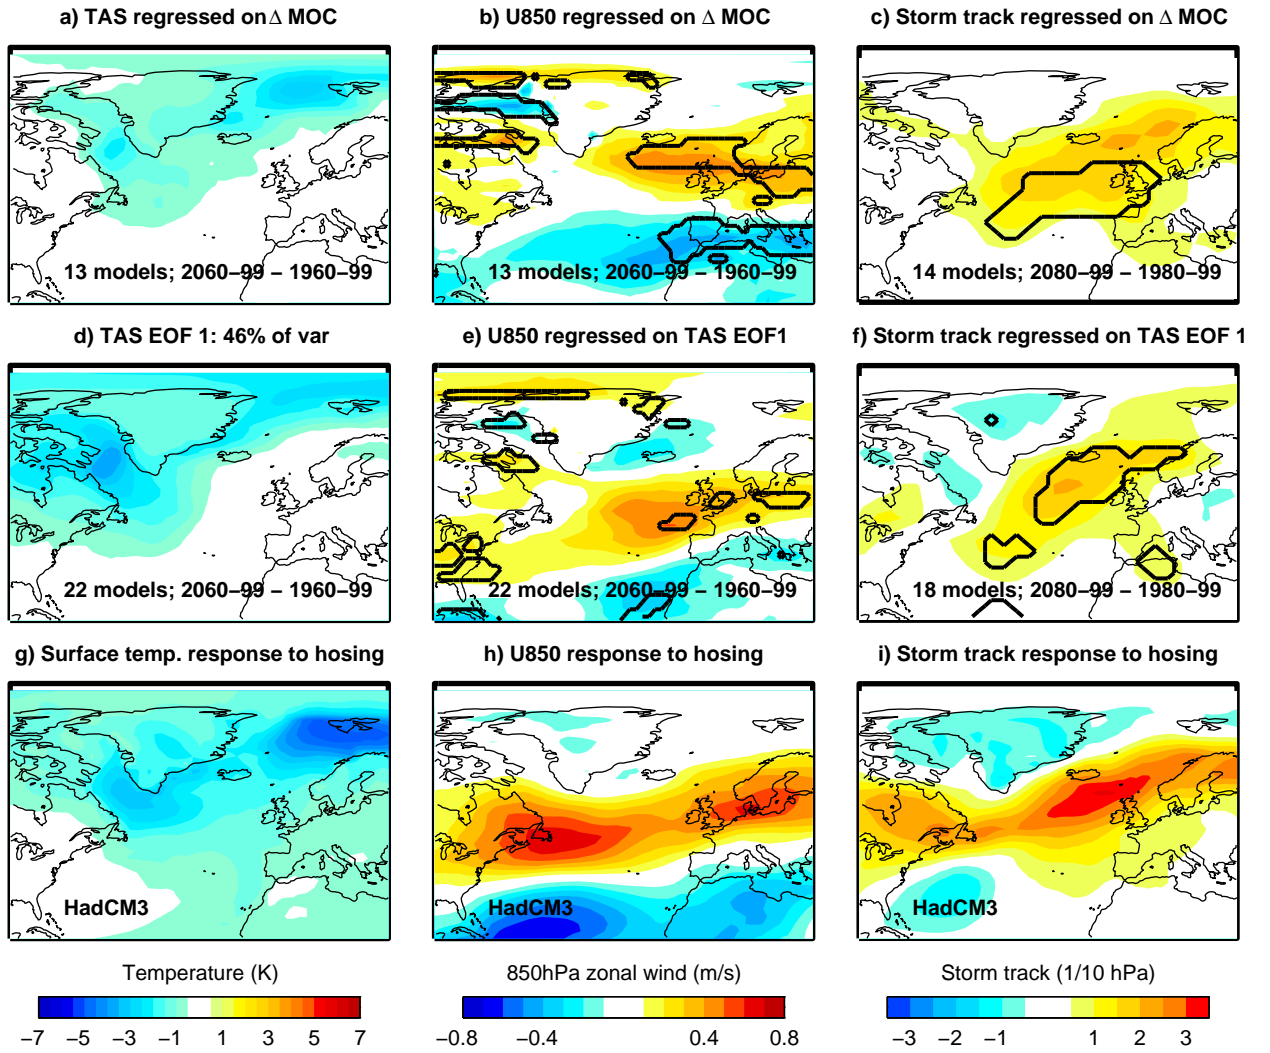 a) TAS regressed on Δ MOC
b) U850 regressed on Δ MOC
c) Storm track regressed on Δ MOC
13 models; 2060–99 – 1960–99
13 models; 2060–99 – 1960–99
14 models; 2080–99 – 1980–99
d) TAS EOF 1: 46% of var
e) U850 regressed on TAS EOF1
f) Storm track regressed on TAS EOF 1
22 models; 2060–99 – 1960–99
22 models; 2060–99 – 1960–99
18 models; 2080–99 – 1980–99
g) Surface temp. response to hosing
h) U850 response to hosing
i) Storm track response to hosing
HadCM3
HadCM3
HadCM3
Temperature (K)
850hPa zonal wind (m/s)
Storm track (1/10 hPa)
−7 −5 −3 −1 1 3 5 7
−0.8 −0.4 0.4 0.8
−3 −2 −1 1 2 3